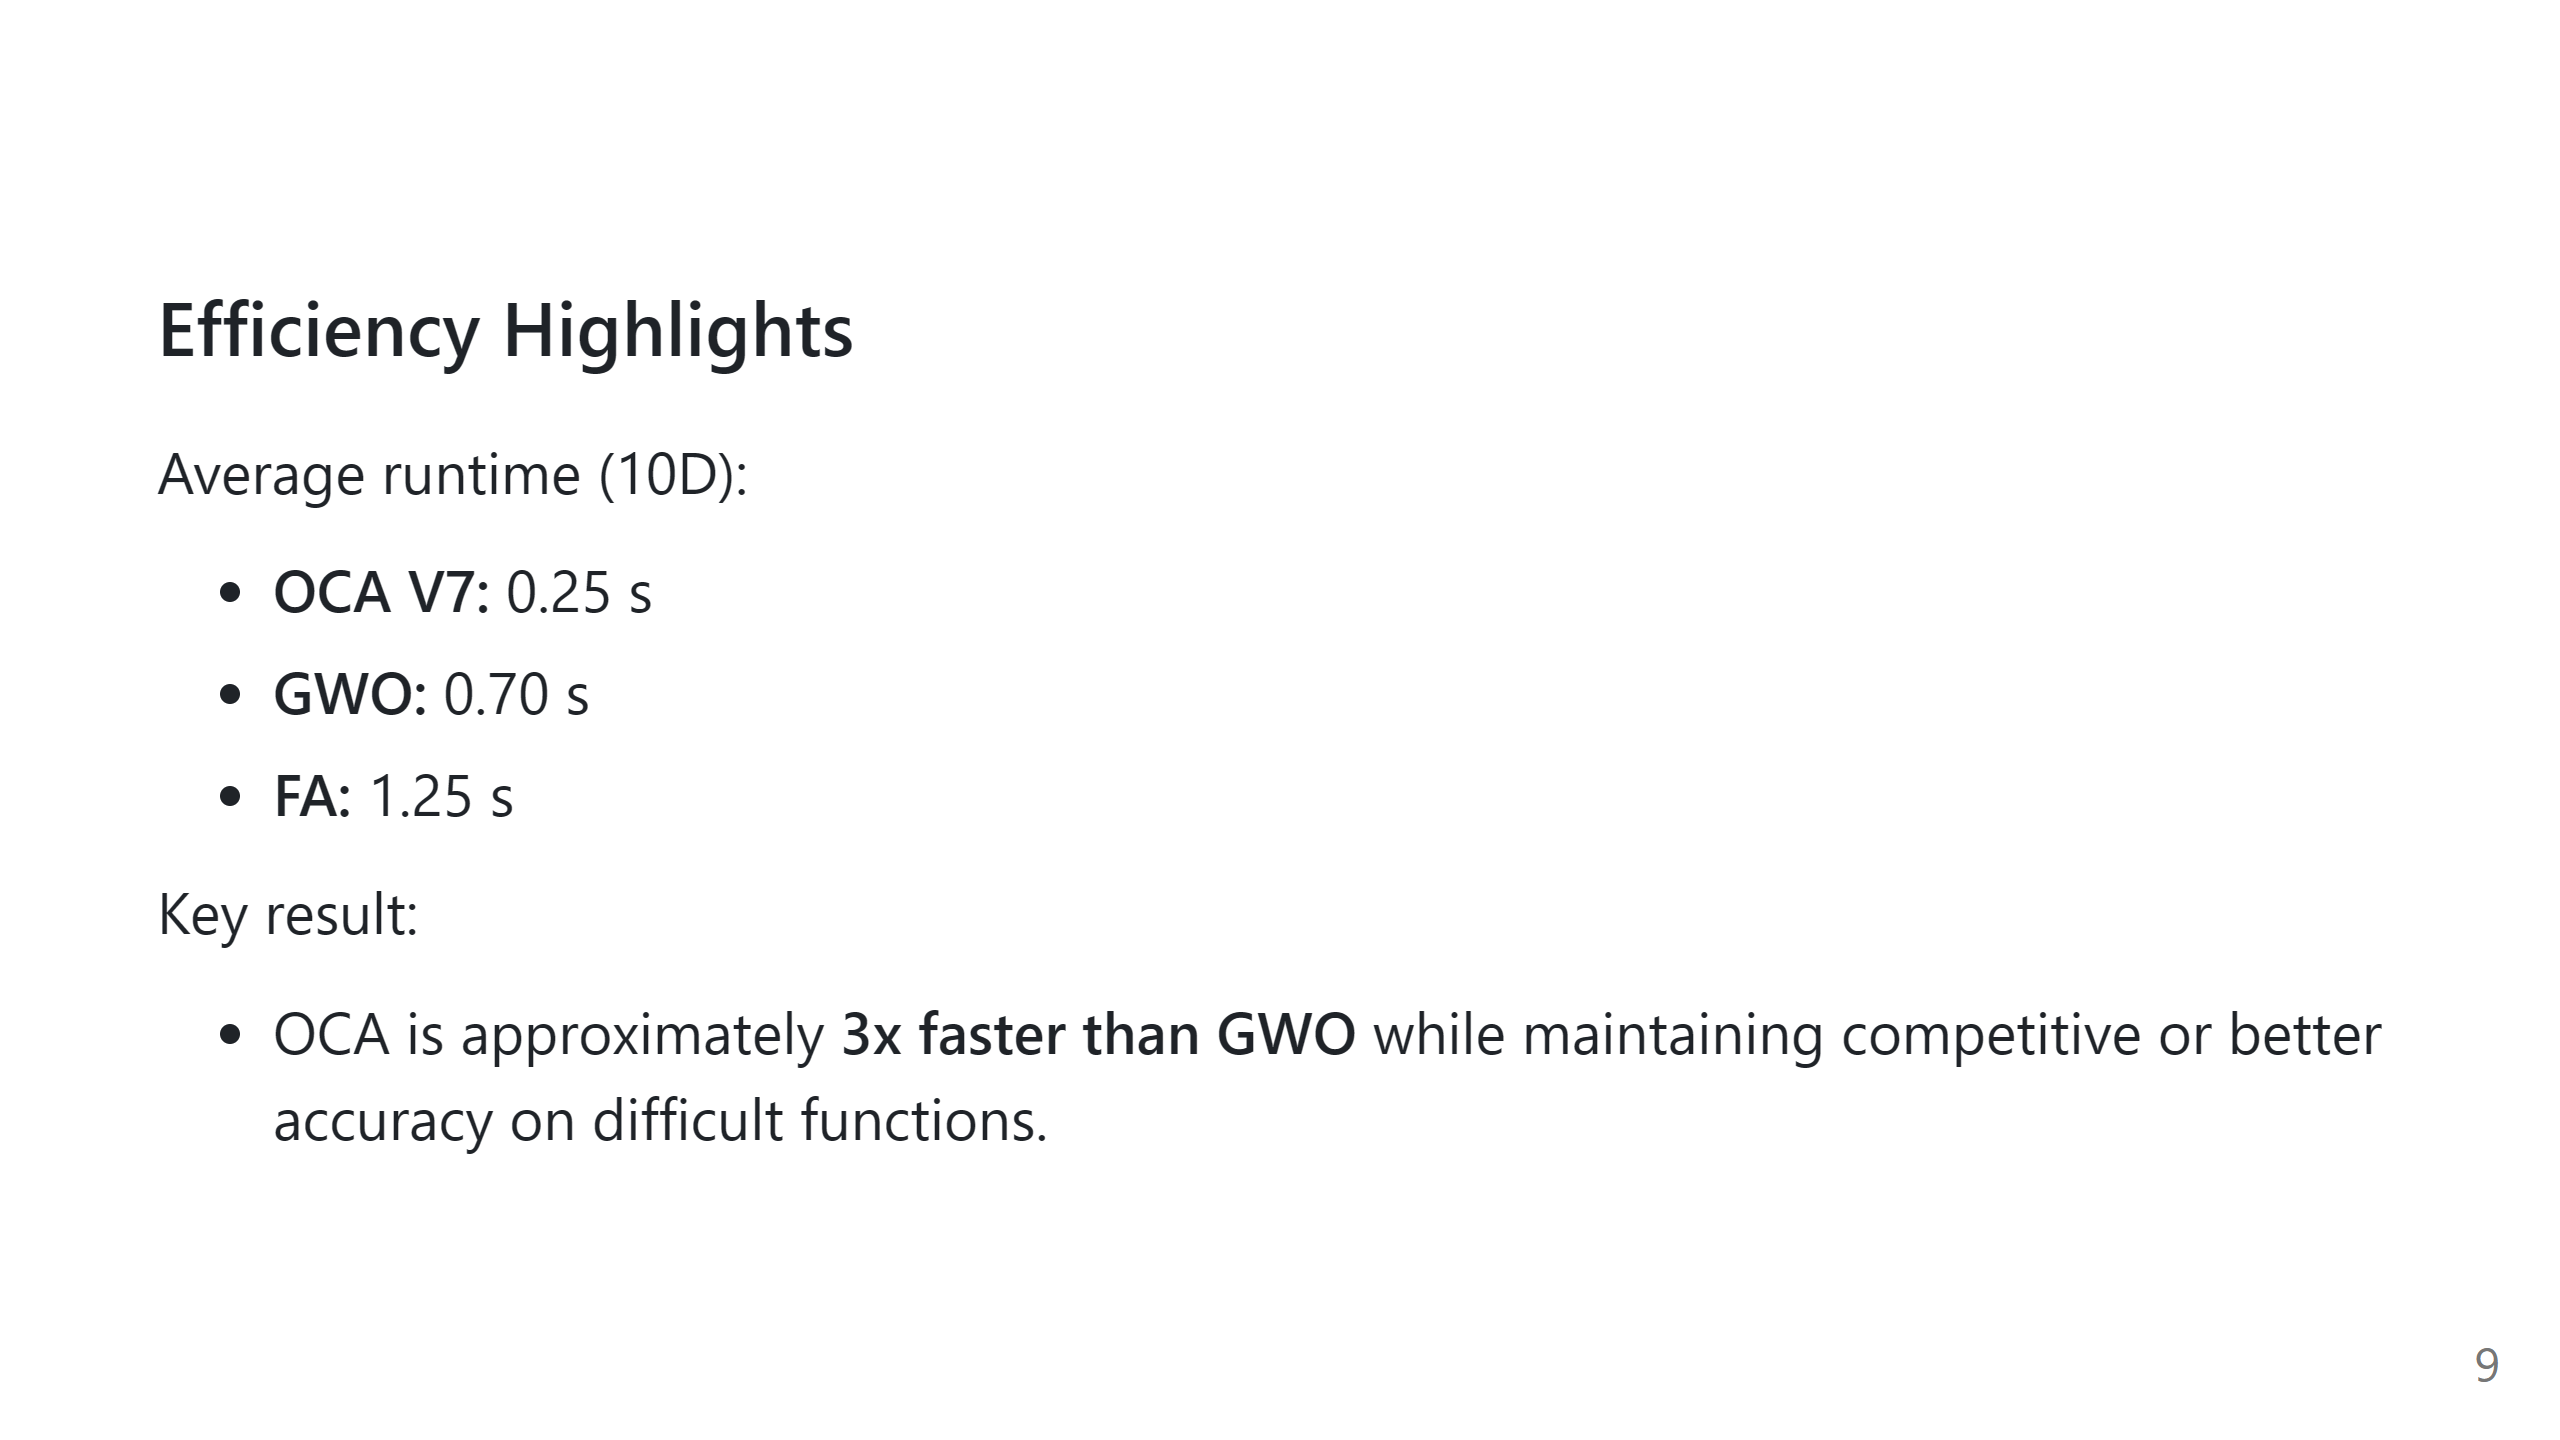 Efficiency Highlights
Average runtime (10D):
• OCA V7: 0.25 s
• GWO: 0.70 s
• FA: 1.25 s
Key result:
• OCA is approximately 3x faster than GWO while maintaining competitive or better
accuracy on difficult functions.
9